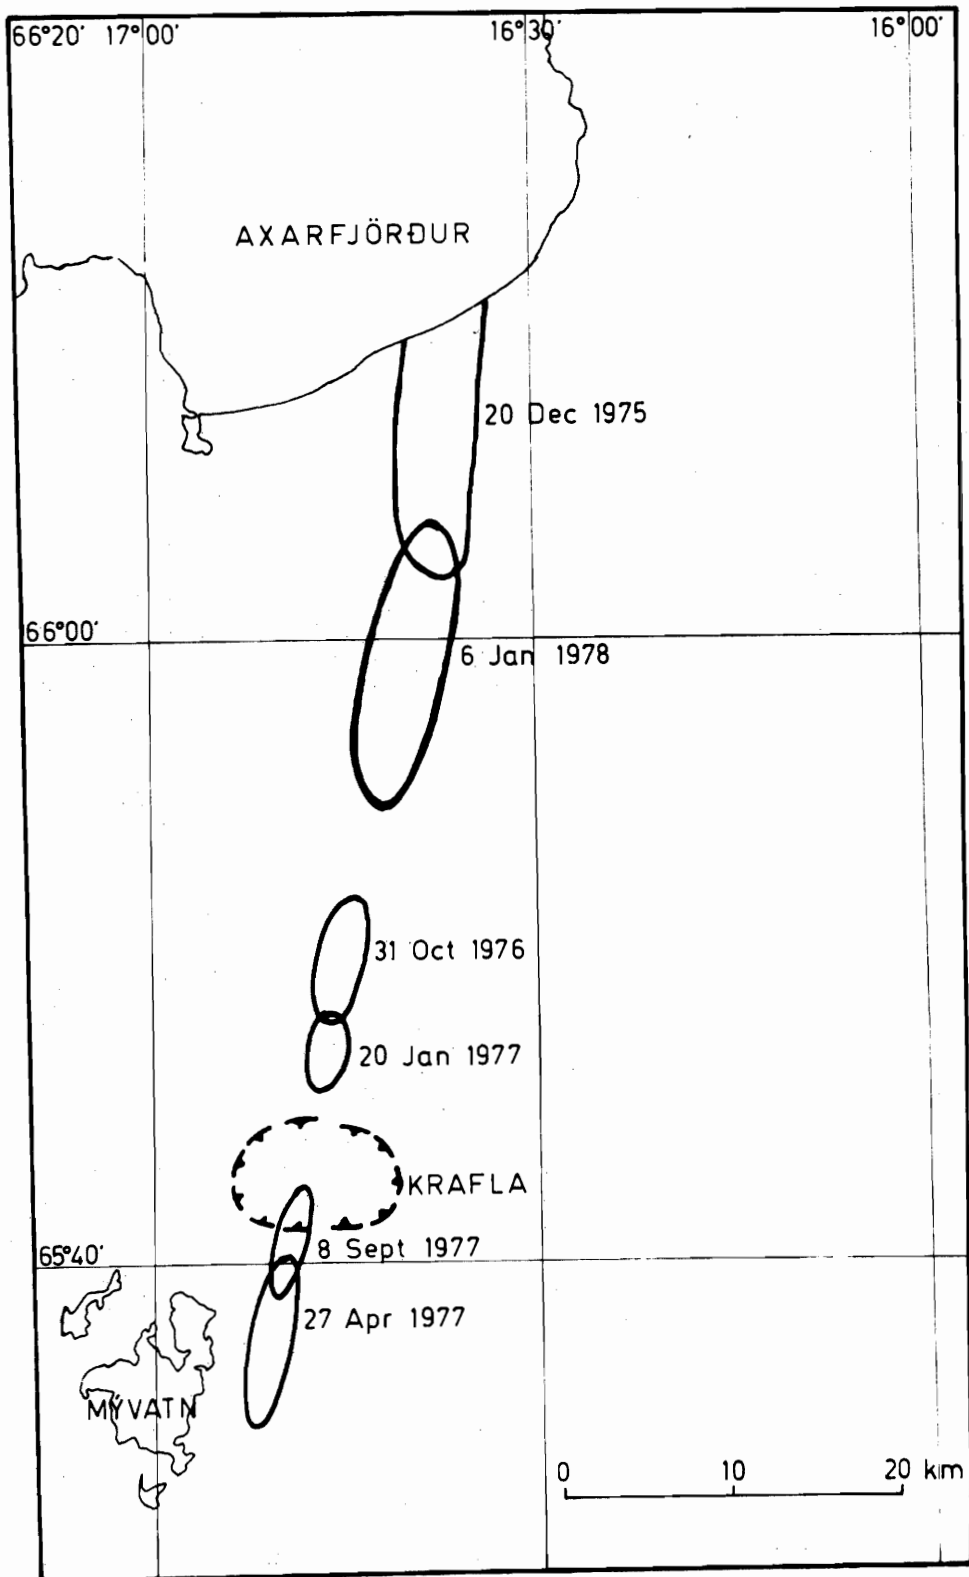 66°20' 17°00' 16°30' 16°00'
AXARFJÖRÐUR
20 Dec 1975
66°00'
6 Jan 1978
31 Oct 1976
20 Jan 1977
KRAFLA
65°40'
8 Sept 1977
27 Apr 1977
MÝVATN
0 10 20 km